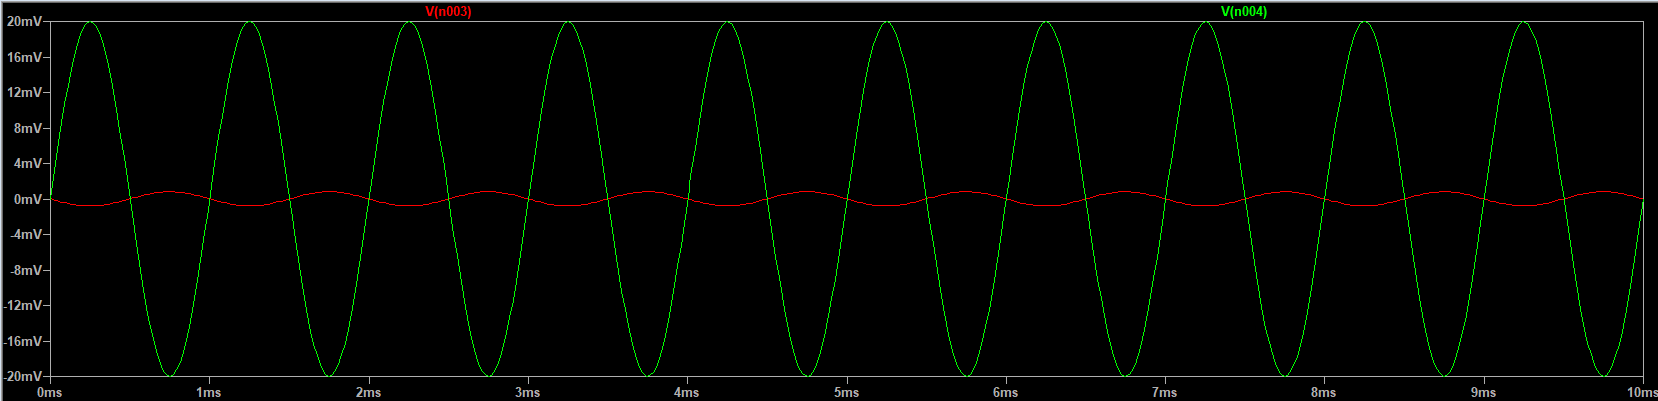 V(n003) V(n004)
20mV
16mV
12mV
8mV
4mV
0mV
-4mV
-8mV
-12mV
-16mV
-20mV
0ms 1ms 2ms 3ms 4ms 5ms 6ms 7ms 8ms 9ms 10ms